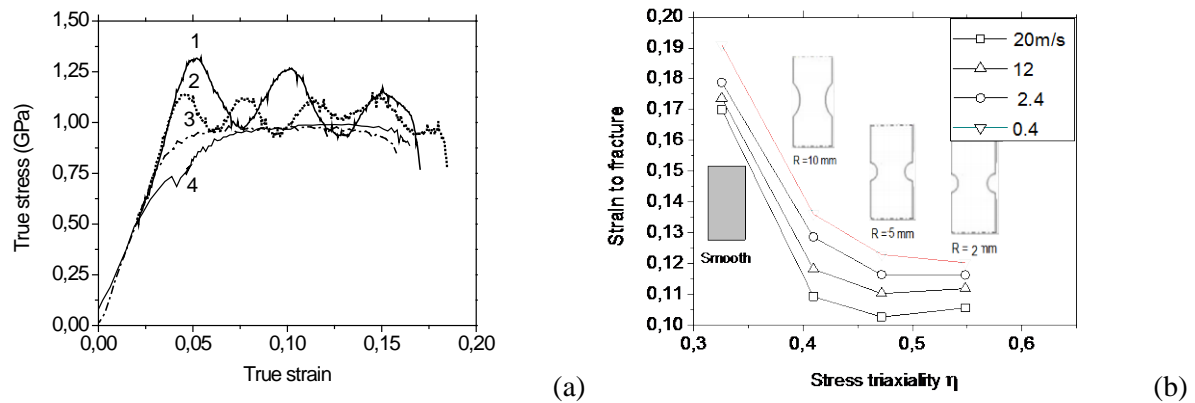 1,50
1,25
1,00
0,75
0,50
0,25
0,00
0,00 0,05 0,10 0,15 0,20
True stress (GPa)
True strain
1
2
3
4
(a)
0,20
0,19
0,18
0,17
0,16
0,15
0,14
0,13
0,12
0,11
0,10
0,3 0,4 0,5 0,6
Strain to fracture
Stress triaxiality η
Smooth
R =10 mm
R = 5 mm
R = 2 mm
20m/s
12
2.4
0.4
(b)